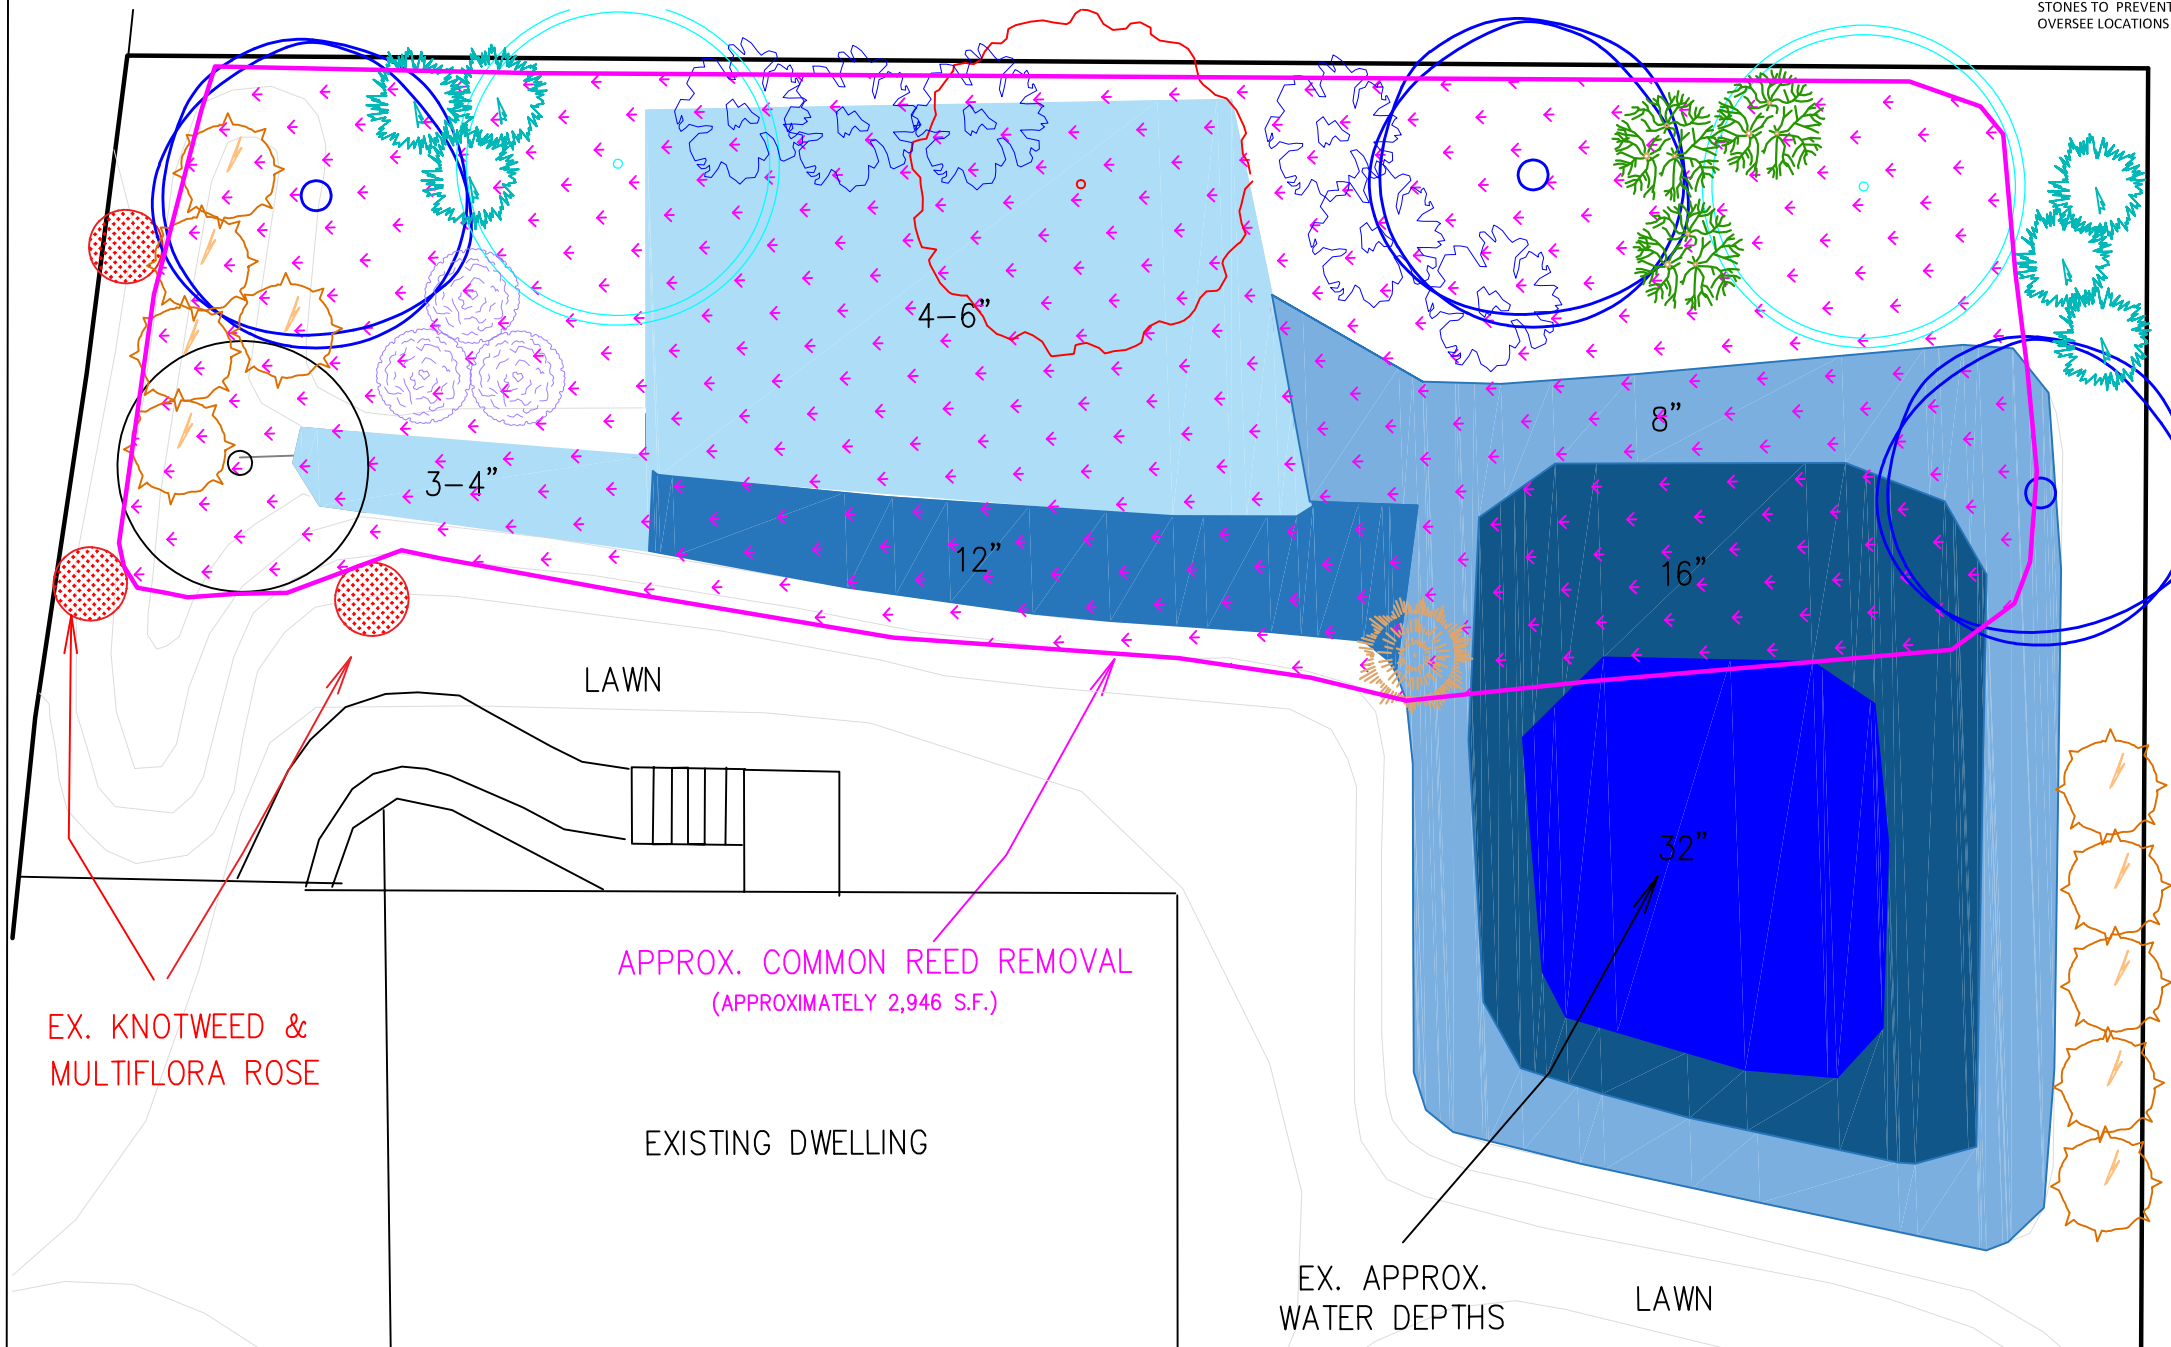 STONES TO PREVENT
OVERSEE LOCATIONS
4-6”
8”
3-4”
12”
16”
LAWN
32”
APPROX. COMMON REED REMOVAL
(APPROXIMATELY 2,946 S.F.)
EX. KNOTWEED &
MULTIFLORA ROSE
EXISTING DWELLING
EX. APPROX.
WATER DEPTHS
LAWN